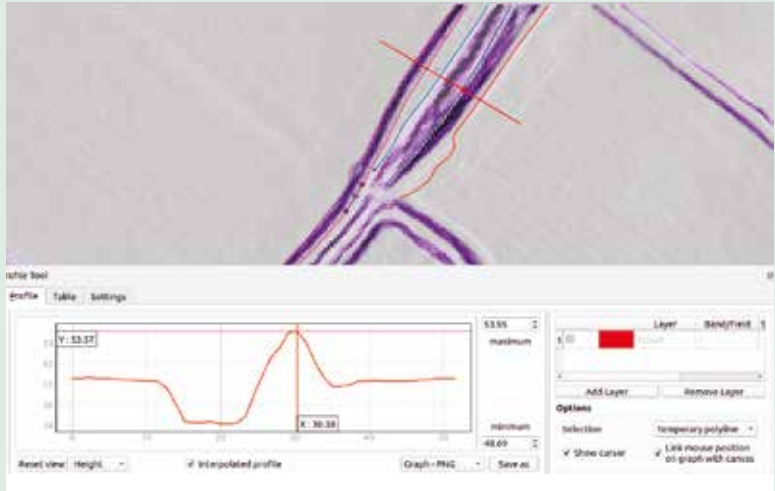 Profile Tool
Profile Table Settings
Y : 53.57
X : 30.38
53.95
maximum
minimum
48.69
Layer Band/Field
Add Layer Remove Layer
Options
Selection Temporary polyline
Show cursor
Link mouse position
on graph with canvas
Reset view Height Interpolated profile Graph - PNG Save as